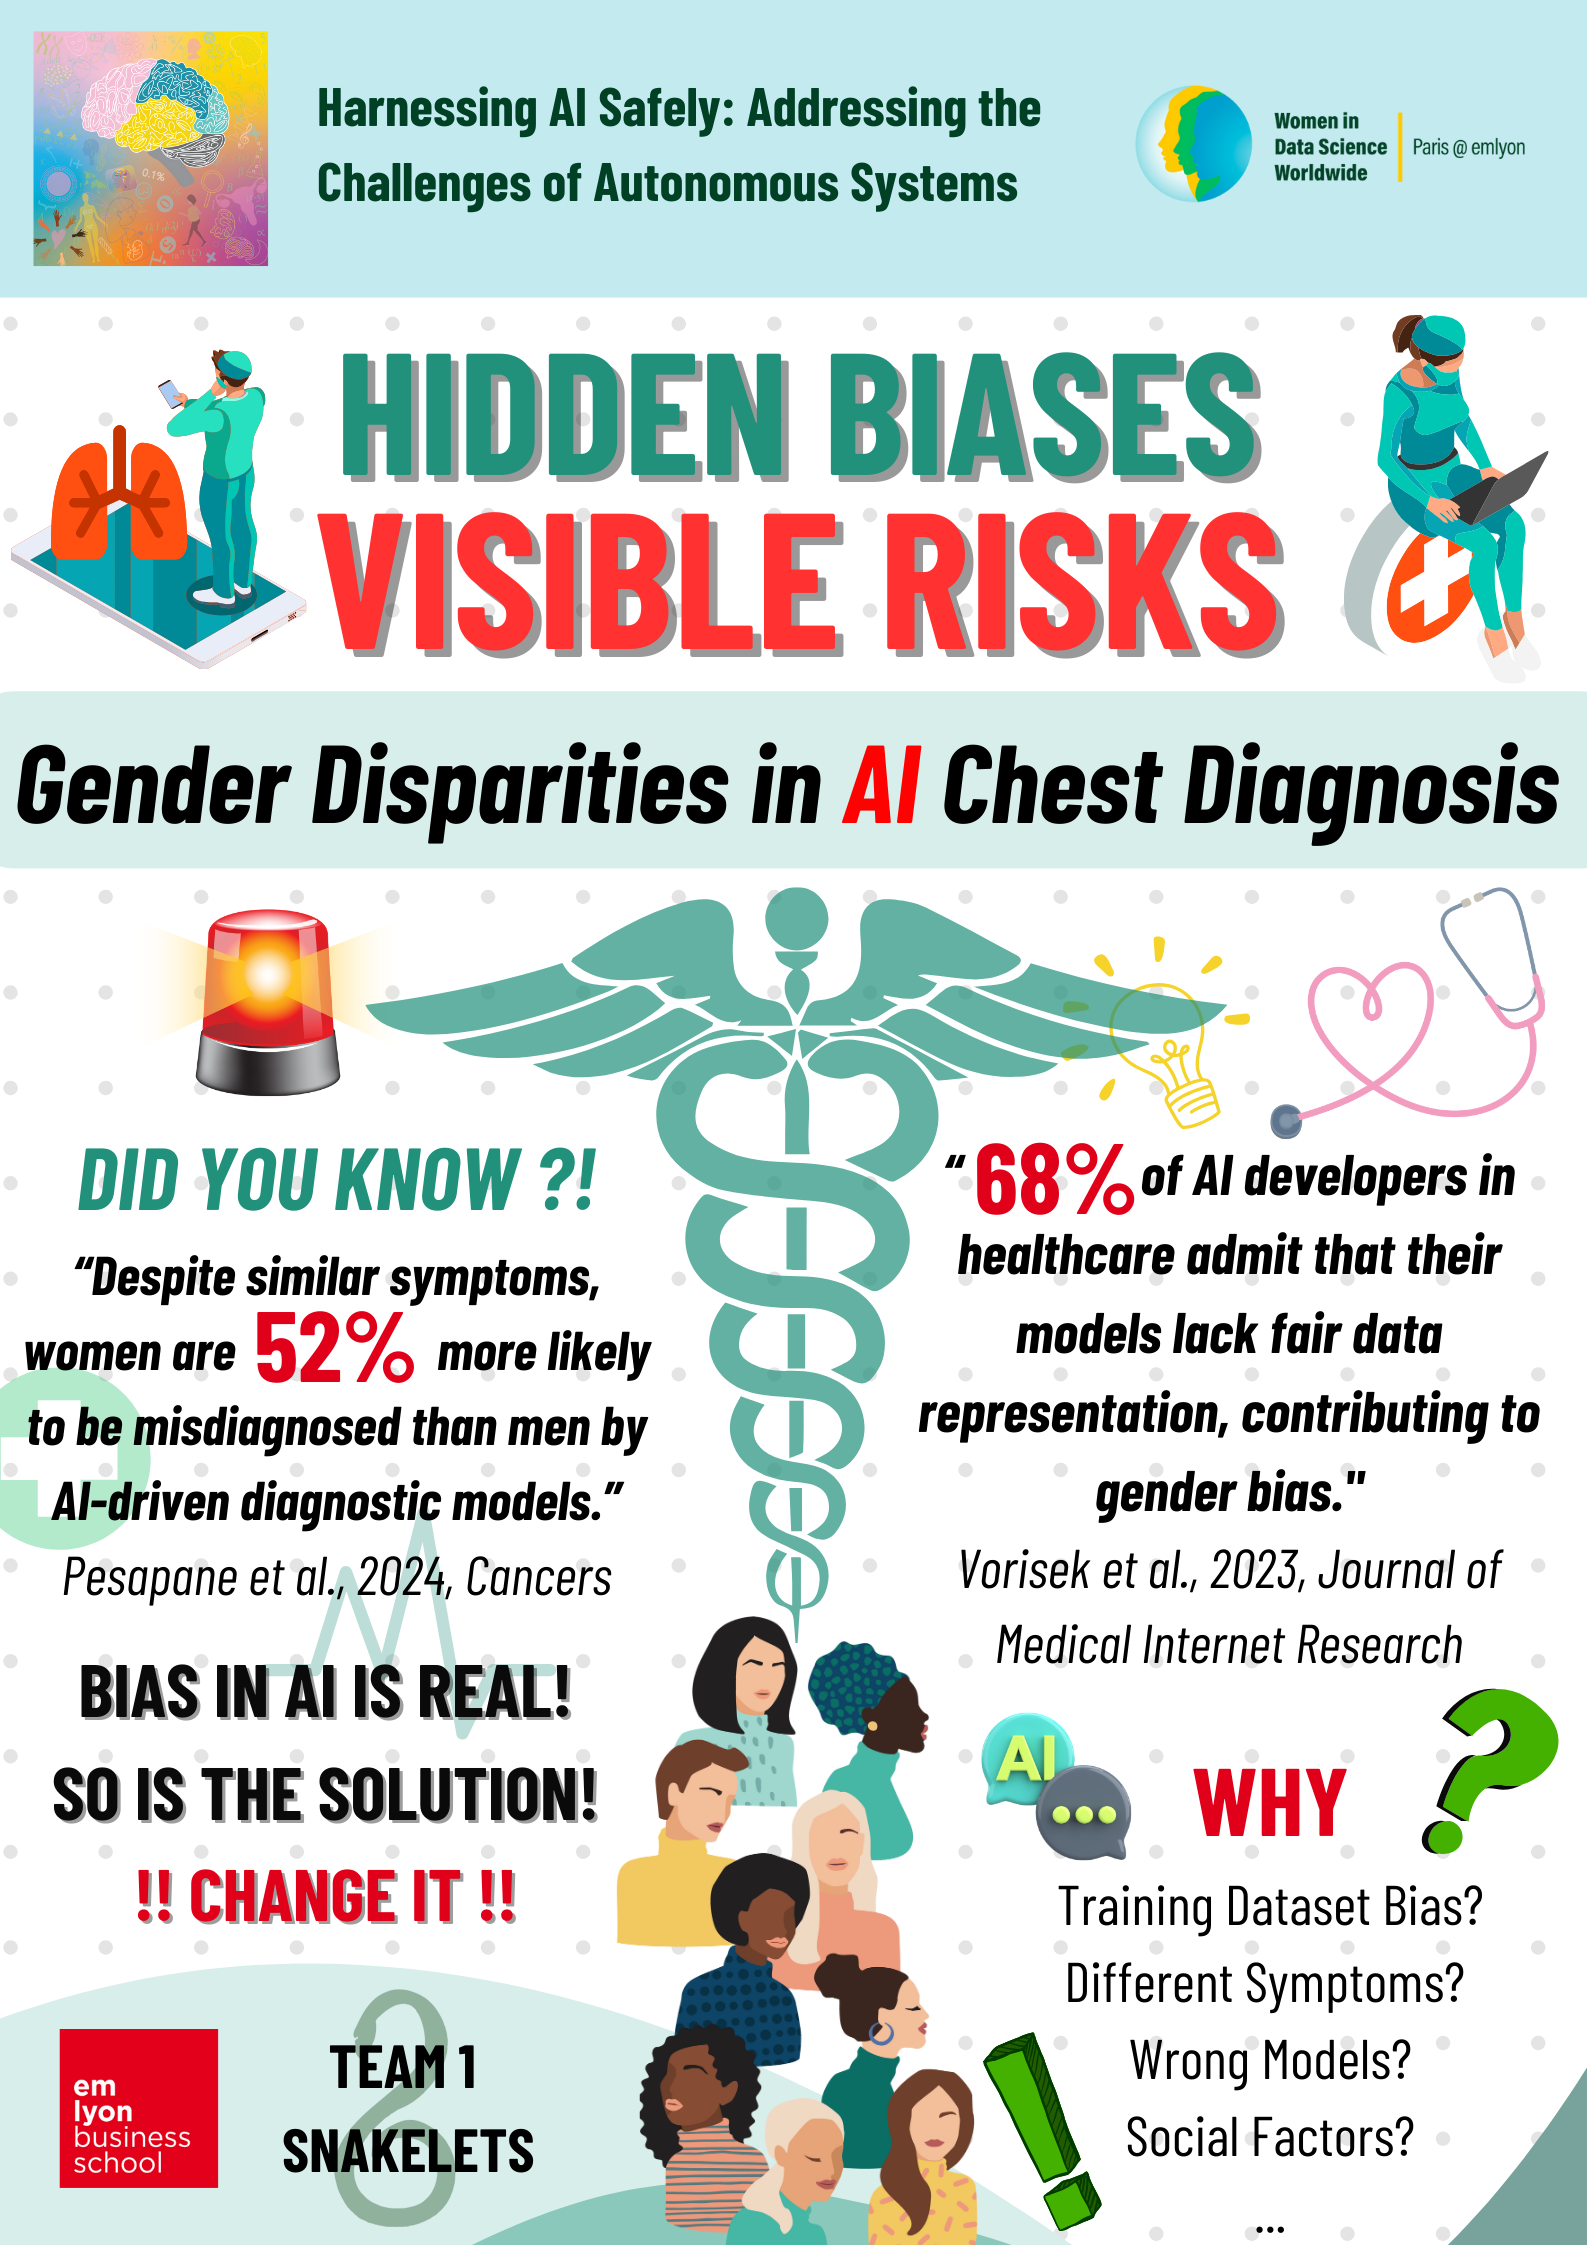 Harnessing AI Safely: Addressing the
Challenges of Autonomous Systems
Women in
Data Science
Worldwide
Paris @ emlyon
0.1%
HIDDEN BIASES
VISIBLE RISKS
Gender Disparities in AI Chest Diagnosis
DID YOU KNOW ?!
“Despite similar symptoms,
women are 52% more likely
to be misdiagnosed than men by
AI-driven diagnostic models.”
Pesapane et al., 2024, Cancers
BIAS IN AI IS REAL!
SO IS THE SOLUTION!
!! CHANGE IT !!
“ 68% of AI developers in
healthcare admit that their
models lack fair data
representation, contributing to
gender bias."
Vorisek et al., 2023, Journal of
Medical Internet Research
AI
WHY
Training Dataset Bias?
Different Symptoms?
Wrong Models?
Social Factors?
...
em
lyon
business
school
TEAM 1
SNAKELETS